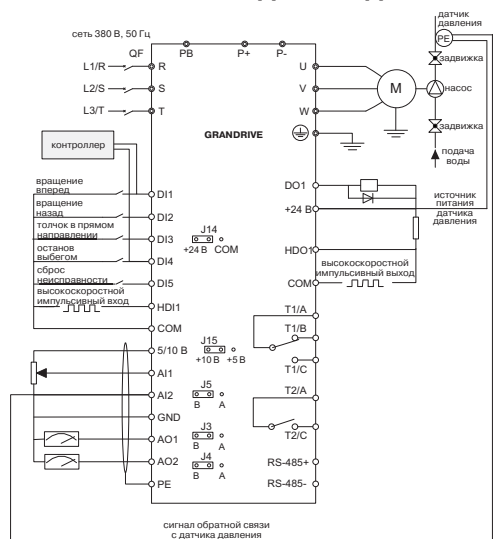 датчик
давления
сеть 380 В, 50 Гц
QF
PB
P+
P-
PE
L1/R
R
U
задвижка
L2/S
S
V
M
насос
L3/T
T
W
GRANDRIVE
задвижка
контроллер
подача
воды
вращение
вперед
DI1
DO1
источник
питания
датчика
давления
вращение
назад
DI2
+24 В
толчок в прямом
направлении
DI3
J14
+24 В
COM
HDO1
останов
выбегом
DI4
высокоскоростной
импульсивный выход
сброс
неисправности
DI5
COM
высокоскоростной
импульсивный вход
HDI1
T1/A
COM
T1/B
5/10 В
J15
+10 В
+5 В
T1/C
AI1
AI2
J5
В
А
T2/A
GND
J3
В
А
T2/C
AO1
J4
В
А
AO2
RS-485+
PE
RS-485-
сигнал обратной связи
с датчика давления